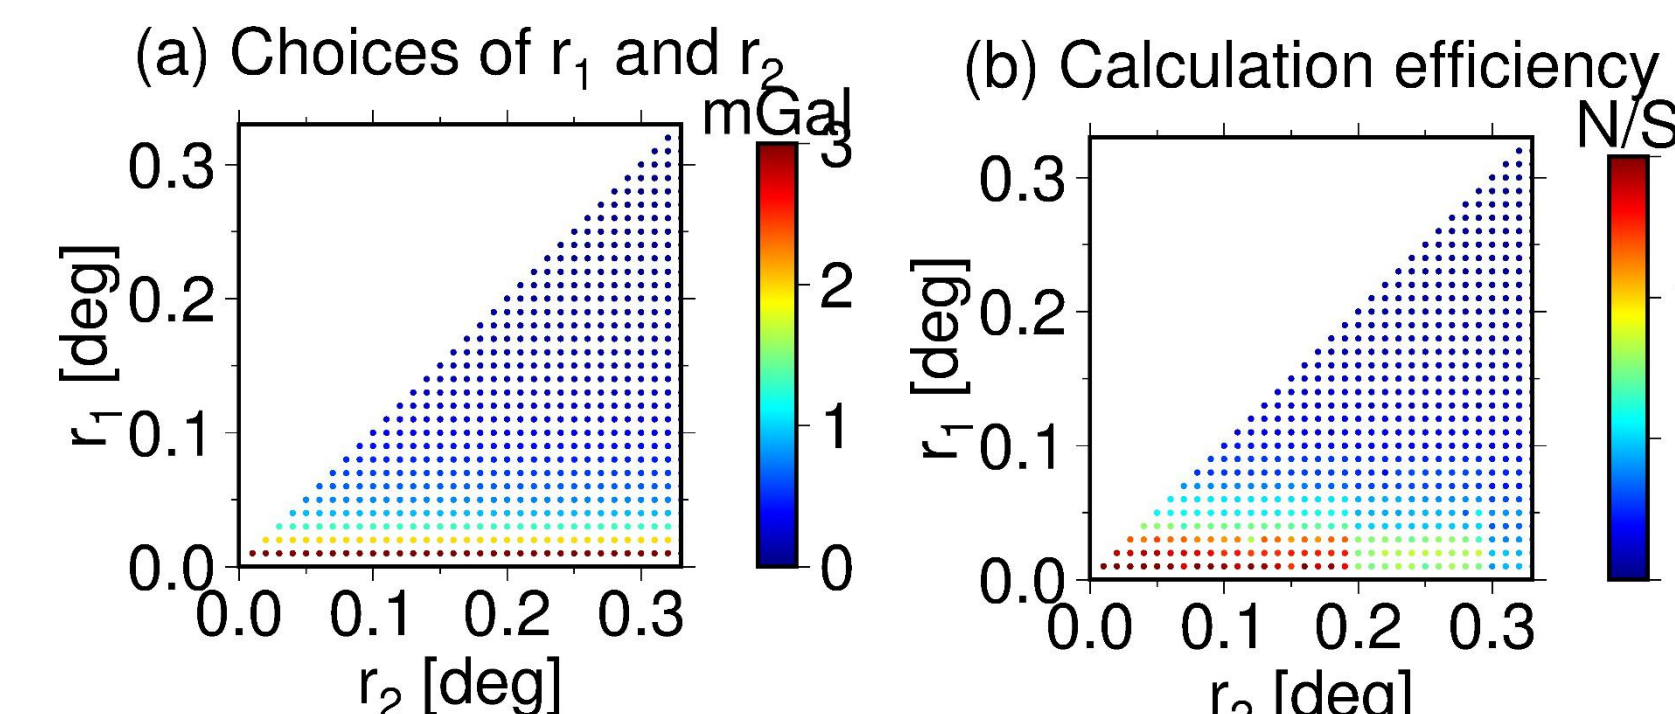 (a) Choices of r₁ and r₂
mGal
3
2
1
0
0.3
0.2
0.1
0.0
r₁ [deg]
0.0 0.1 0.2 0.3
r₂ [deg]
(b) Calculation efficiency
N/S
0.3
0.2
0.1
0.0
r₁ [deg]
0.0 0.1 0.2 0.3
r₂ [deg]